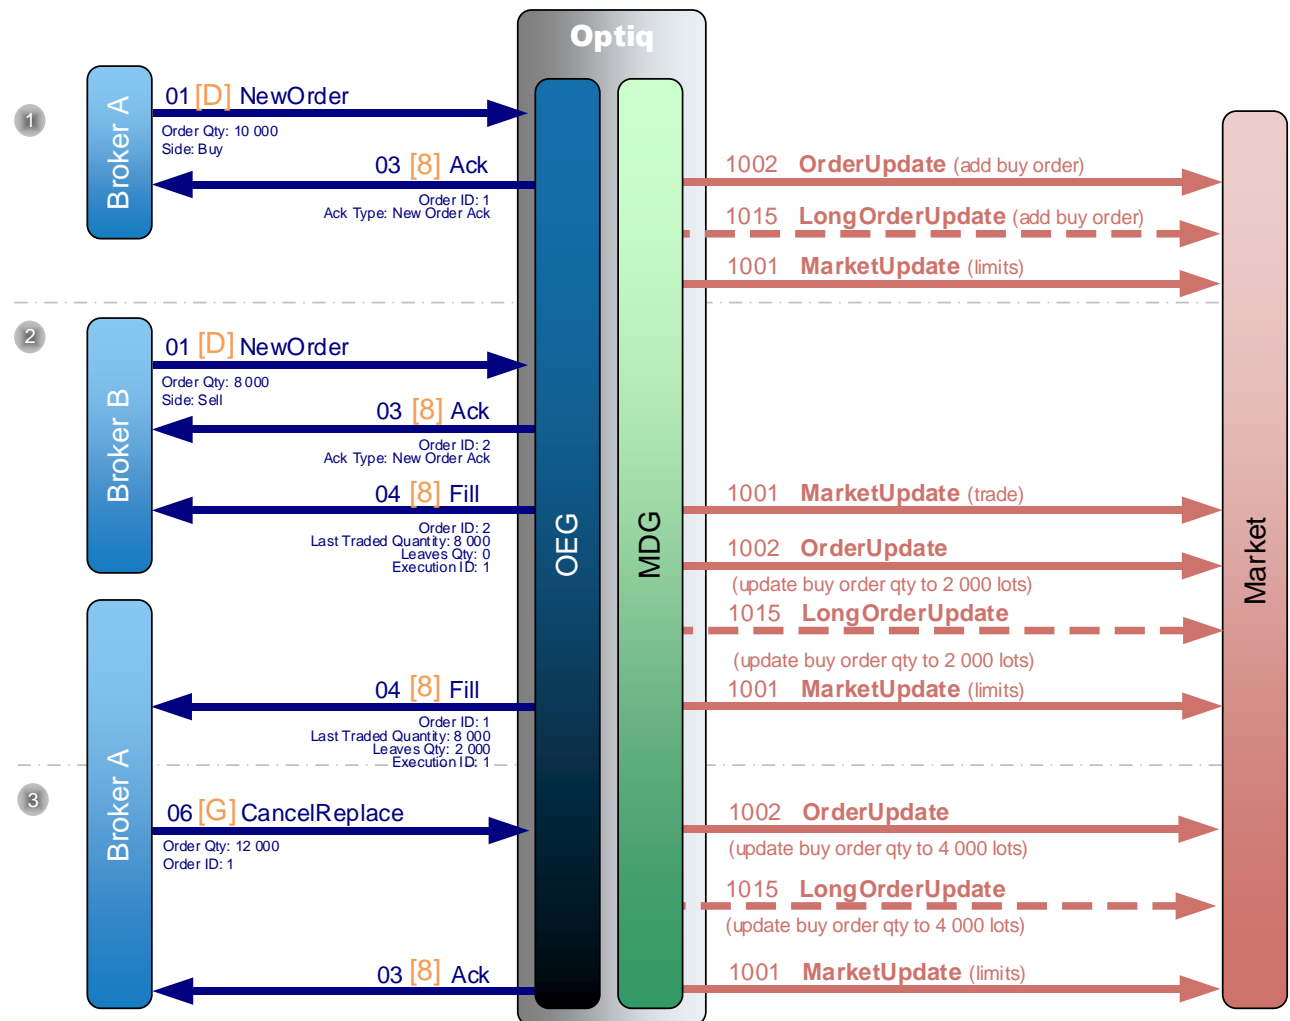 Optiq
1
Broker A
01 [D] NewOrder
Order Qty: 10 000
Side: Buy
03 [8] Ack
Order ID: 1
Ack Type: New Order Ack
1002 OrderUpdate (add buy order)
1015 LongOrderUpdate (add buy order)
1001 MarketUpdate (limits)
2
Broker B
01 [D] NewOrder
Order Qty: 8 000
Side: Sell
03 [8] Ack
Order ID: 2
Ack Type: New Order Ack
04 [8] Fill
Order ID: 2
Last Traded Quantity: 8 000
Leaves Qty: 0
Execution ID: 1
OEG
MDG
Market
1001 MarketUpdate (trade)
1002 OrderUpdate
(update buy order qty to 2 000 lots)
1015 LongOrderUpdate
(update buy order qty to 2 000 lots)
1001 MarketUpdate (limits)
Broker A
04 [8] Fill
Order ID: 1
Last Traded Quantity: 8 000
Leaves Qty: 2 000
Execution ID: 1
3
06 [G] CancelReplace
Order Qty: 12 000
Order ID: 1
03 [8] Ack
1002 OrderUpdate
(update buy order qty to 4 000 lots)
1015 LongOrderUpdate
(update buy order qty to 4 000 lots)
1001 MarketUpdate (limits)